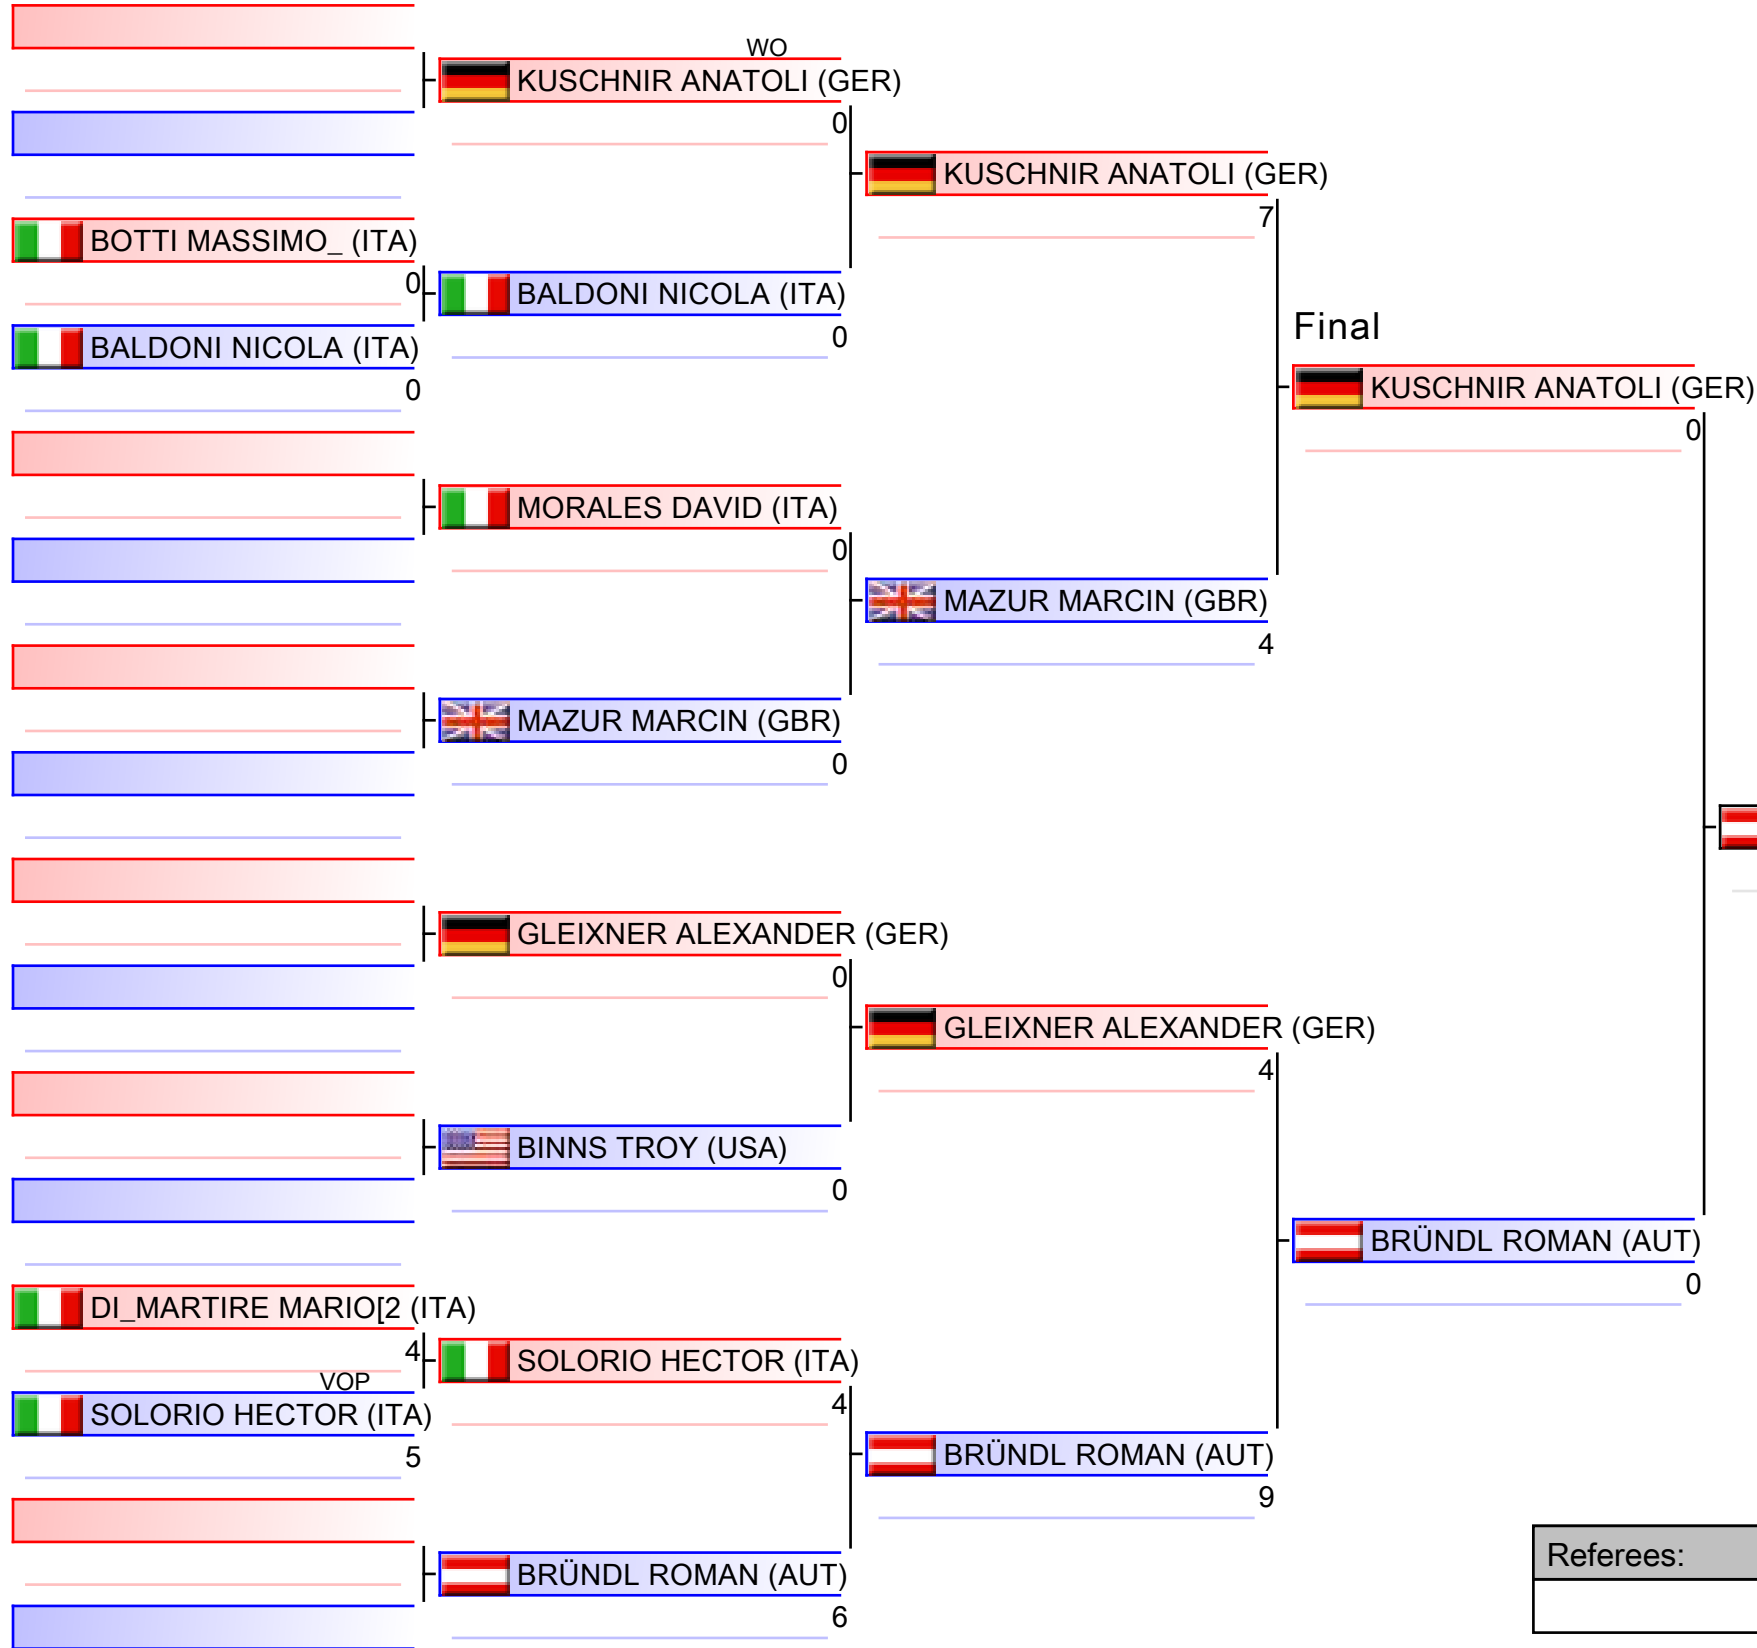 WO
KUSCHNIR ANATOLI (GER)
0
KUSCHNIR ANATOLI (GER)
7
BOTTI MASSIMO_ (ITA)
0
BALDONI NICOLA (ITA)
0
BALDONI NICOLA (ITA)
0
Final
KUSCHNIR ANATOLI (GER)
0
MORALES DAVID (ITA)
0
MAZUR MARCIN (GBR)
4
MAZUR MARCIN (GBR)
0
GLEIXNER ALEXANDER (GER)
0
GLEIXNER ALEXANDER (GER)
4
BINNS TROY (USA)
0
BRÜNDL ROMAN (AUT)
0
DI_MARTIRE MARIO[2 (ITA)
4
SOLORIO HECTOR (ITA)
4
VOP
SOLORIO HECTOR (ITA)
5
BRÜNDL ROMAN (AUT)
9
BRÜNDL ROMAN (AUT)
6
Referees: